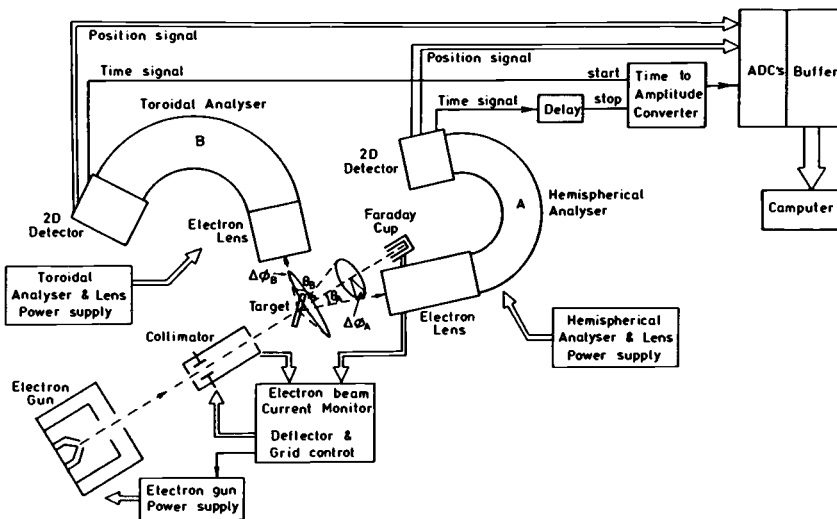 Position signal
Position signal
Time signal
start
Time to
Amplitude
Converter
ADC's
Buffer
Toroidal Analyser
Time signal
Delay
stop
B
2D
Detector
A
Hemispherical
Analyser
Camputer
2D
Detector
Electron
Lens
Faraday
Cup
Toroidal
Analyser & Lens
Power supply
ΔØB
θB
θA
Target
ΔØA
Electron
Lens
Hemispherical
Analyser & Lens
Power supply
Collimator
Electron
Gun
Electron beam
Current Monitor
Deflector &
Grid control
Electron gun
Power supply